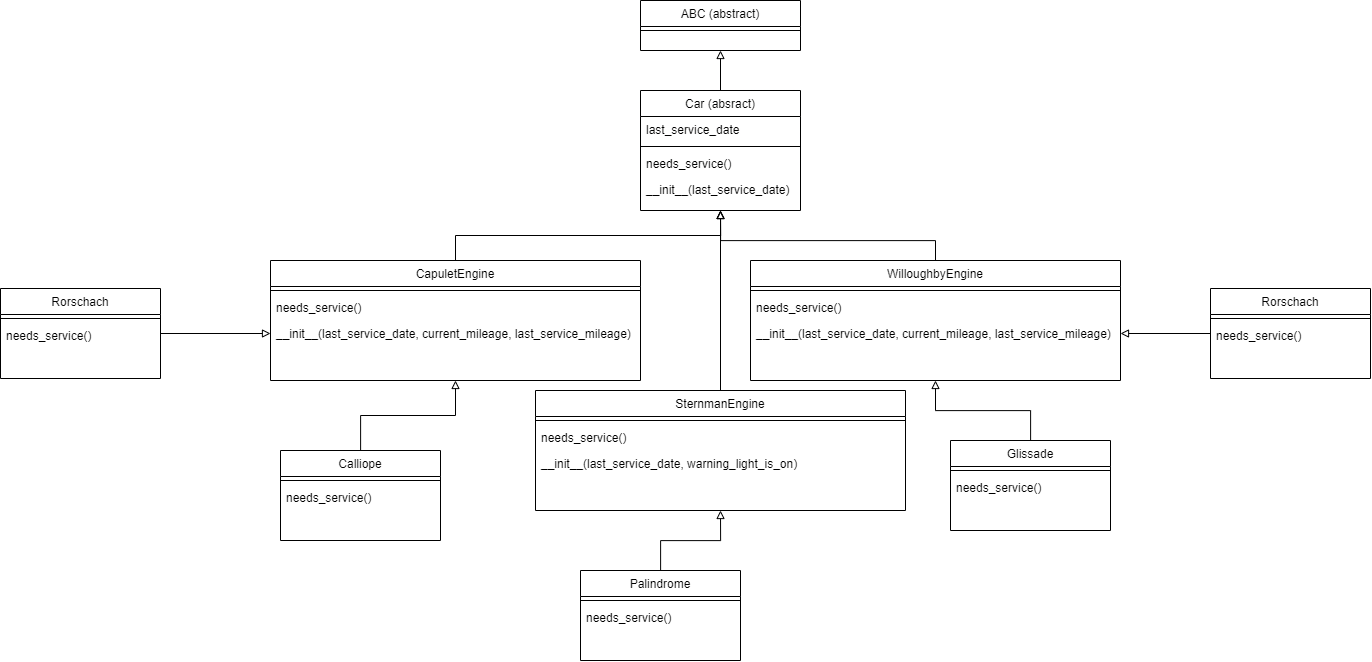 ABC (abstract)
Car (absract)
last_service_date
needs_service()
__init__(last_service_date)
CapuletEngine
needs_service()
__init__(last_service_date, current_mileage, last_service_mileage)
WilloughbyEngine
needs_service()
__init__(last_service_date, current_mileage, last_service_mileage)
Rorschach
needs_service()
Rorschach
needs_service()
SternmanEngine
needs_service()
__init__(last_service_date, warning_light_is_on)
Calliope
needs_service()
Glissade
needs_service()
Palindrome
needs_service()